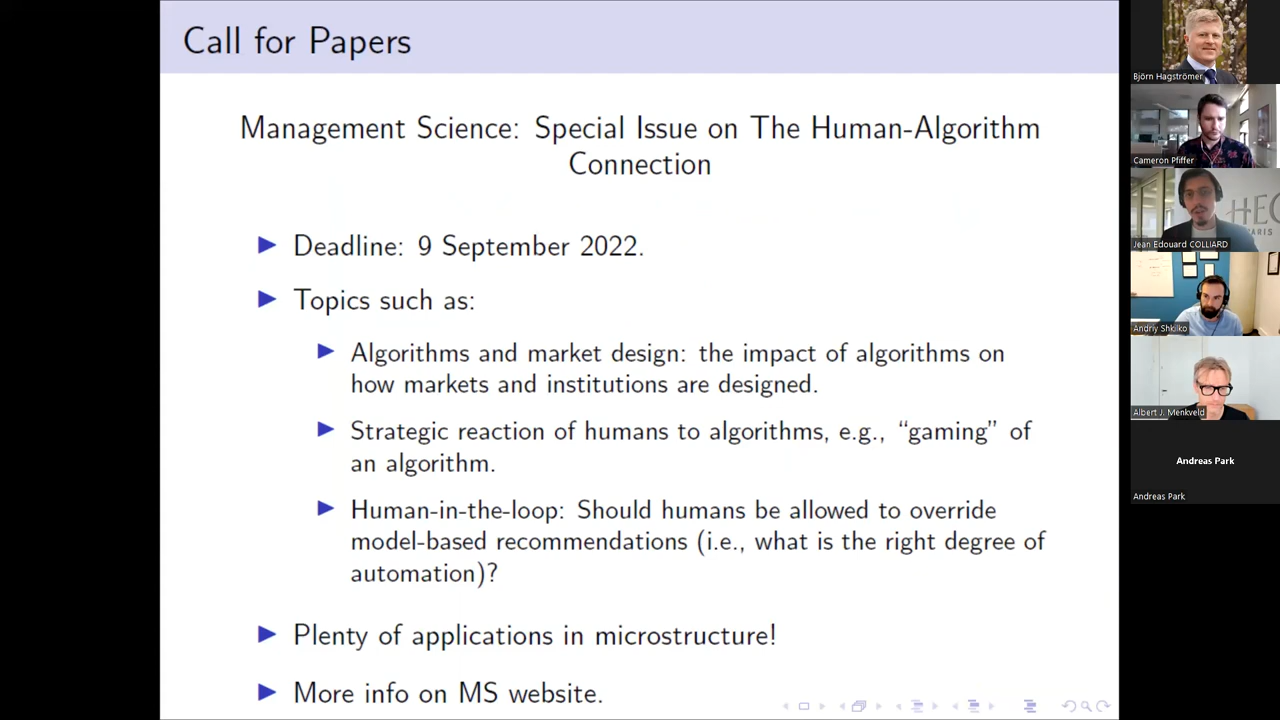 Call for Papers
Management Science: Special Issue on The Human-Algorithm
Connection
Deadline: 9 September 2022.
Topics such as:
Algorithms and market design: the impact of algorithms on
how markets and institutions are designed.
Strategic reaction of humans to algorithms, e.g., “gaming” of
an algorithm.
Human-in-the-loop: Should humans be allowed to override
model-based recommendations (i.e., what is the right degree of
automation)?
Plenty of applications in microstructure!
More info on MS website.
Björn Hagströmer
Cameron Pfiffer
HEC
PARIS
Jean Edouard COLLIARD
Andriy Shkilko
Albert J. Menkveld
Andreas Park
Andreas Park